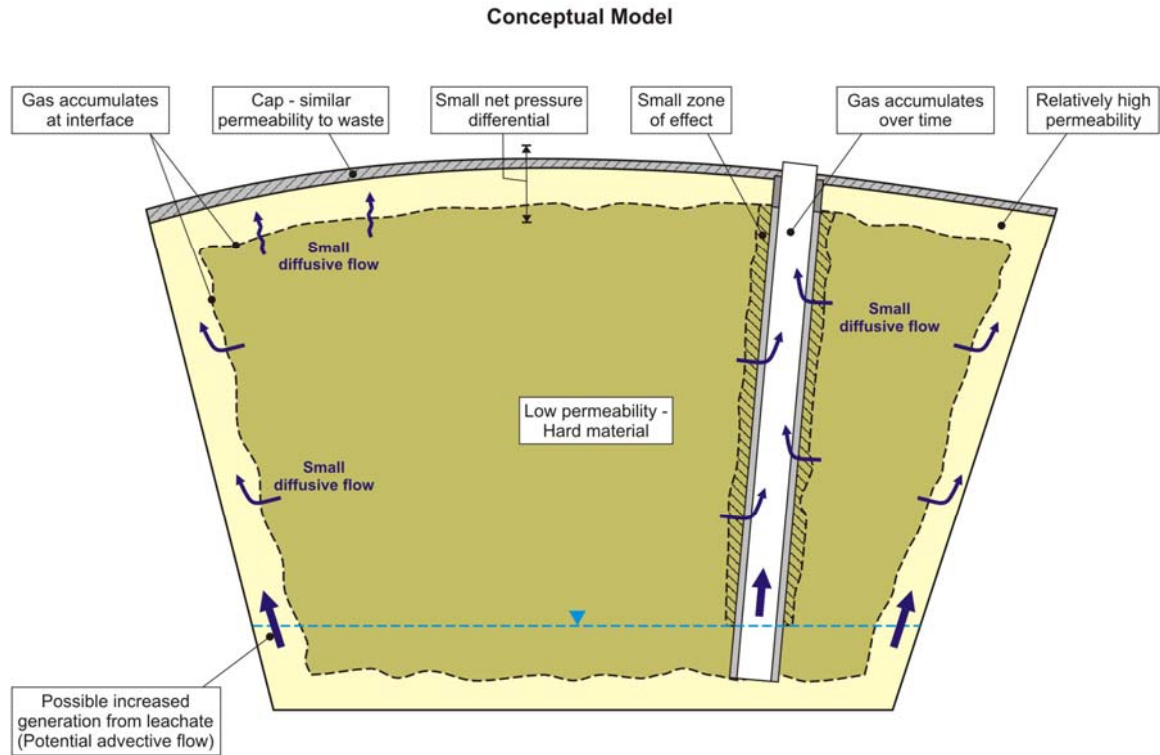 Conceptual Model
Gas accumulates
at interface
Cap - similar
permeability to waste
Small net pressure
differential
Small zone
of effect
Gas accumulates
over time
Relatively high
permeability
Small
diffusive flow
Small
diffusive flow
Low permeability -
Hard material
Small
diffusive flow
Possible increased
generation from leachate
(Potential advective flow)